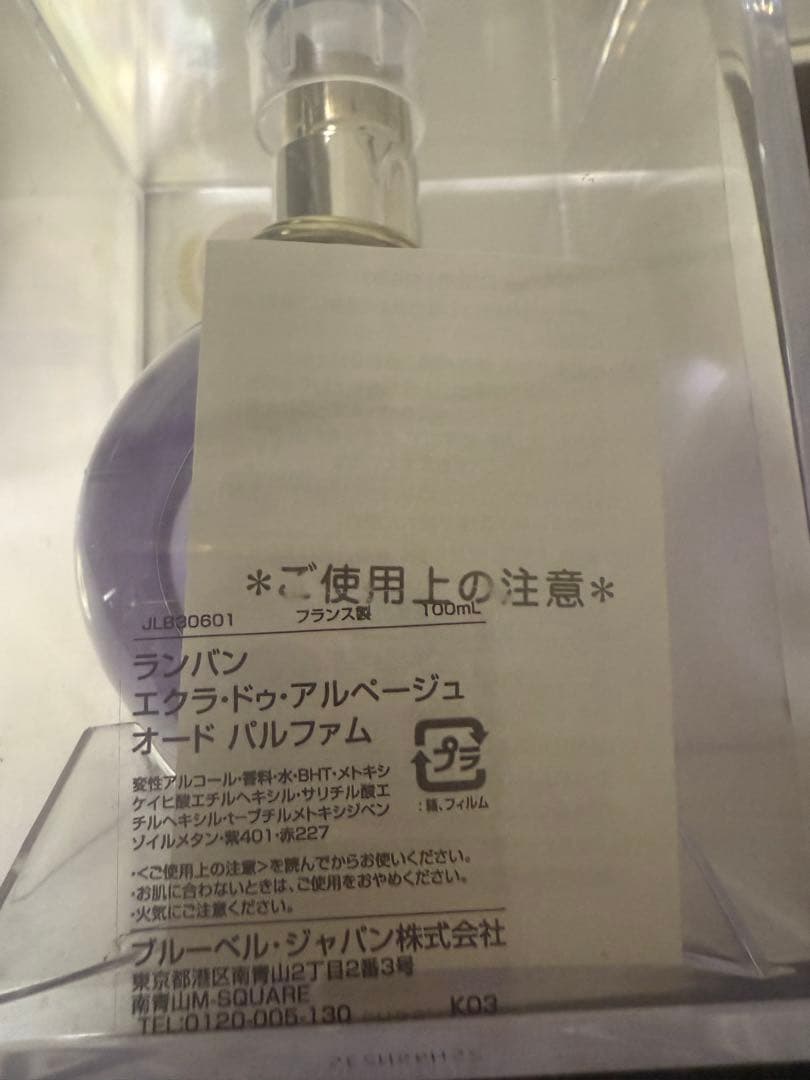 *ご使用上の注意*
JLB30601 フランス製 100mL
ランバン
エクラ・ドゥ・アルページュ
オード パルファム
プラ
:箱、フィルム
変性アルコール・香料・水・BHT・メトキシ
ケイヒ酸エチルヘキシル・サリチル酸エ
チルヘキシル・t-ブチルメトキシジベン
ゾイルメタン・紫401・赤227
・<ご使用上の注意>を読んでからお使いください。
・お肌に合わないときは、ご使用をおやめください。
・火気にご注意ください。
ブルーベル・ジャパン株式会社
東京都港区南青山2丁目2番3号
南青山M-SQUARE
TEL:0120-005-130 K03